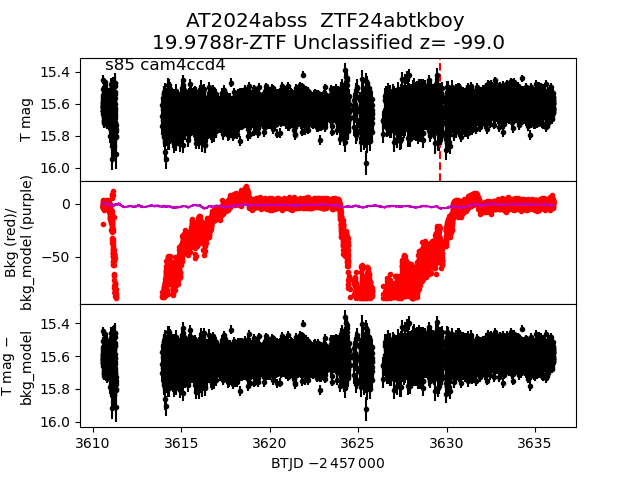 AT2024abss  ZTF24abtkboy
19.9788r-ZTF Unclassified z= -99.0
s85 cam4ccd4
15.4
15.6
15.8
16.0
T mag
0
−50
Bkg (red)/
bkg_model (purple)
15.4
15.6
15.8
16.0
T mag −
bkg_model
3610 3615 3620 3625 3630 3635
BTJD −2 457 000